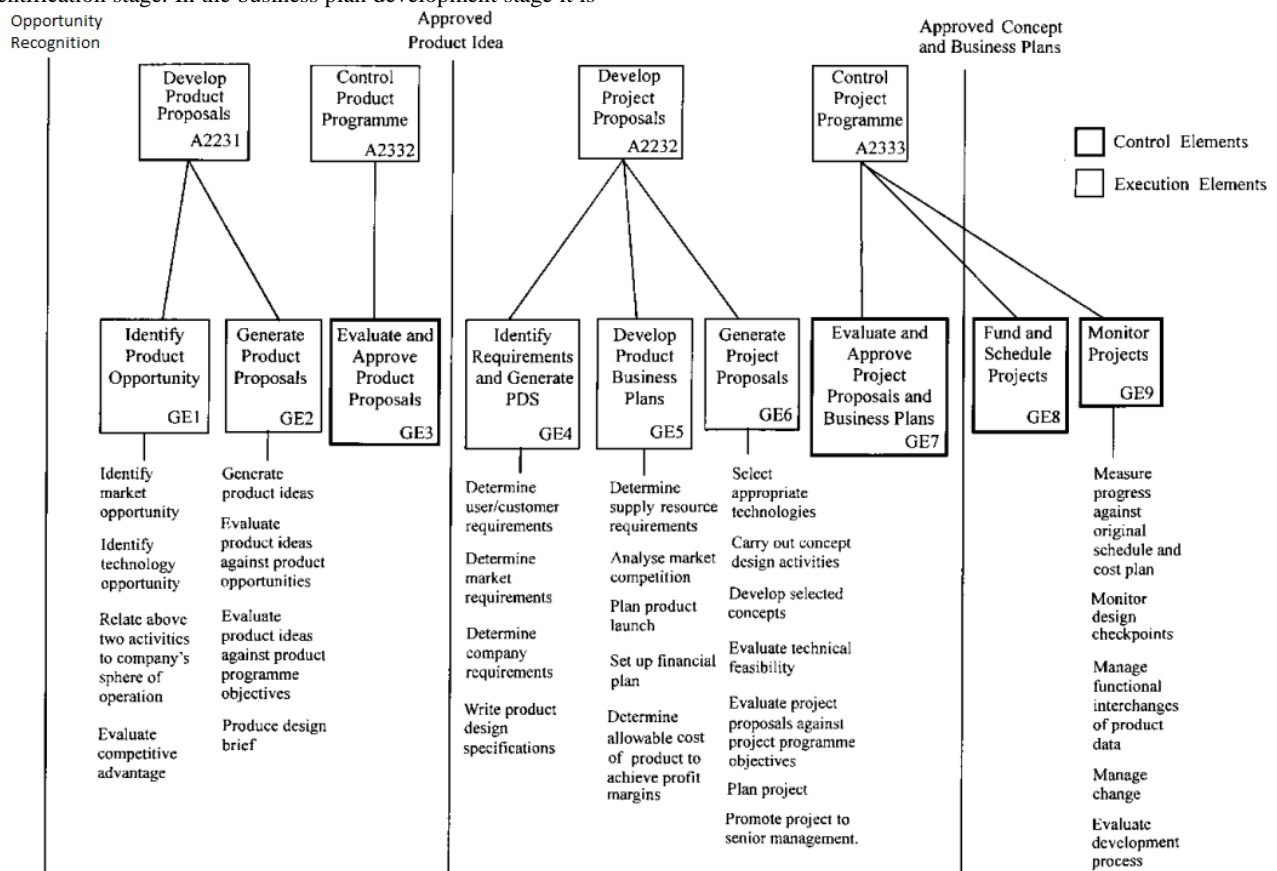 entification stage. In the business plan development stage it is
Opportunity
Recognition
Approved
Product Idea
Approved Concept
and Business Plans
Develop
Product
Proposals
A2231
Control
Product
Programme
A2332
Develop
Project
Proposals
A2232
Control
Project
Programme
A2333
Control Elements
Execution Elements
Identify
Product
Opportunity
GE1
Generate
Product
Proposals
GE2
Evaluate and
Approve
Product
Proposals
GE3
Identify
Requirements
and Generate
PDS
GE4
Develop
Product
Business
Plans
GE5
Generate
Project
Proposals
GE6
Evaluate and
Approve
Project
Proposals and
Business Plans
GE7
Fund and
Schedule
Projects
GE8
Monitor
Projects
GE9
Identify
market
opportunity
Identify
technology
opportunity
Relate above
two activities
to company's
sphere of
operation
Evaluate
competitive
advantage
Generate
product ideas
Evaluate
product ideas
against product
opportunities
Evaluate
product ideas
against product
programme
objectives
Produce design
brief
Determine
user/customer
requirements
Determine
market
requirements
Determine
company
requirements
Write product
design
specifications
Determine
supply resource
requirements
Analyse market
competition
Plan product
launch
Set up financial
plan
Determine
allowable cost
of product to
achieve profit
margins
Select
appropriate
technologies
Carry out concept
design activities
Develop selected
concepts
Evaluate technical
feasibility
Evaluate project
proposals against
project programme
objectives
Plan project
Promote project to
senior management.
Measure
progress
against
original
schedule and
cost plan
Monitor
design
checkpoints
Manage
functional
interchanges
of product
data
Manage
change
Evaluate
development
process